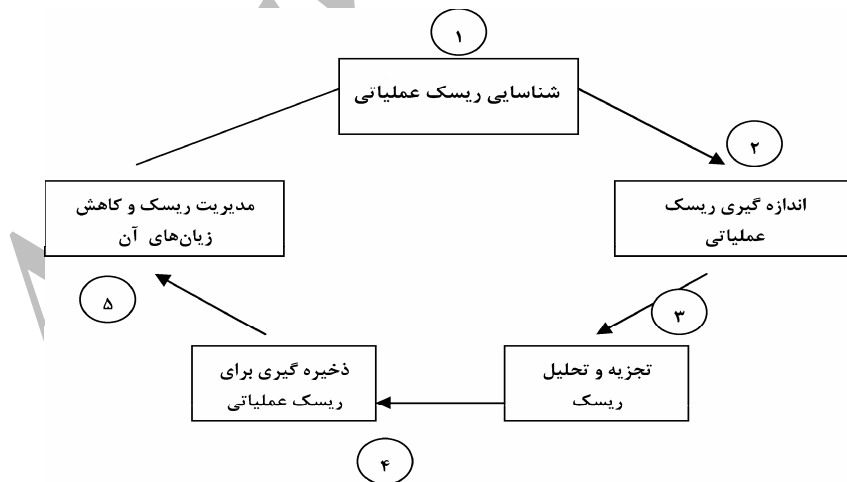 ۱
شناسایی ریسک عملیاتی
۲
اندازه گیری ریسک
عملیاتی
۳
تجزیه و تحلیل
ریسک
۴
ذخیره گیری برای
ریسک عملیاتی
۵
مدیریت ریسک و کاهش
زیان‌های آن